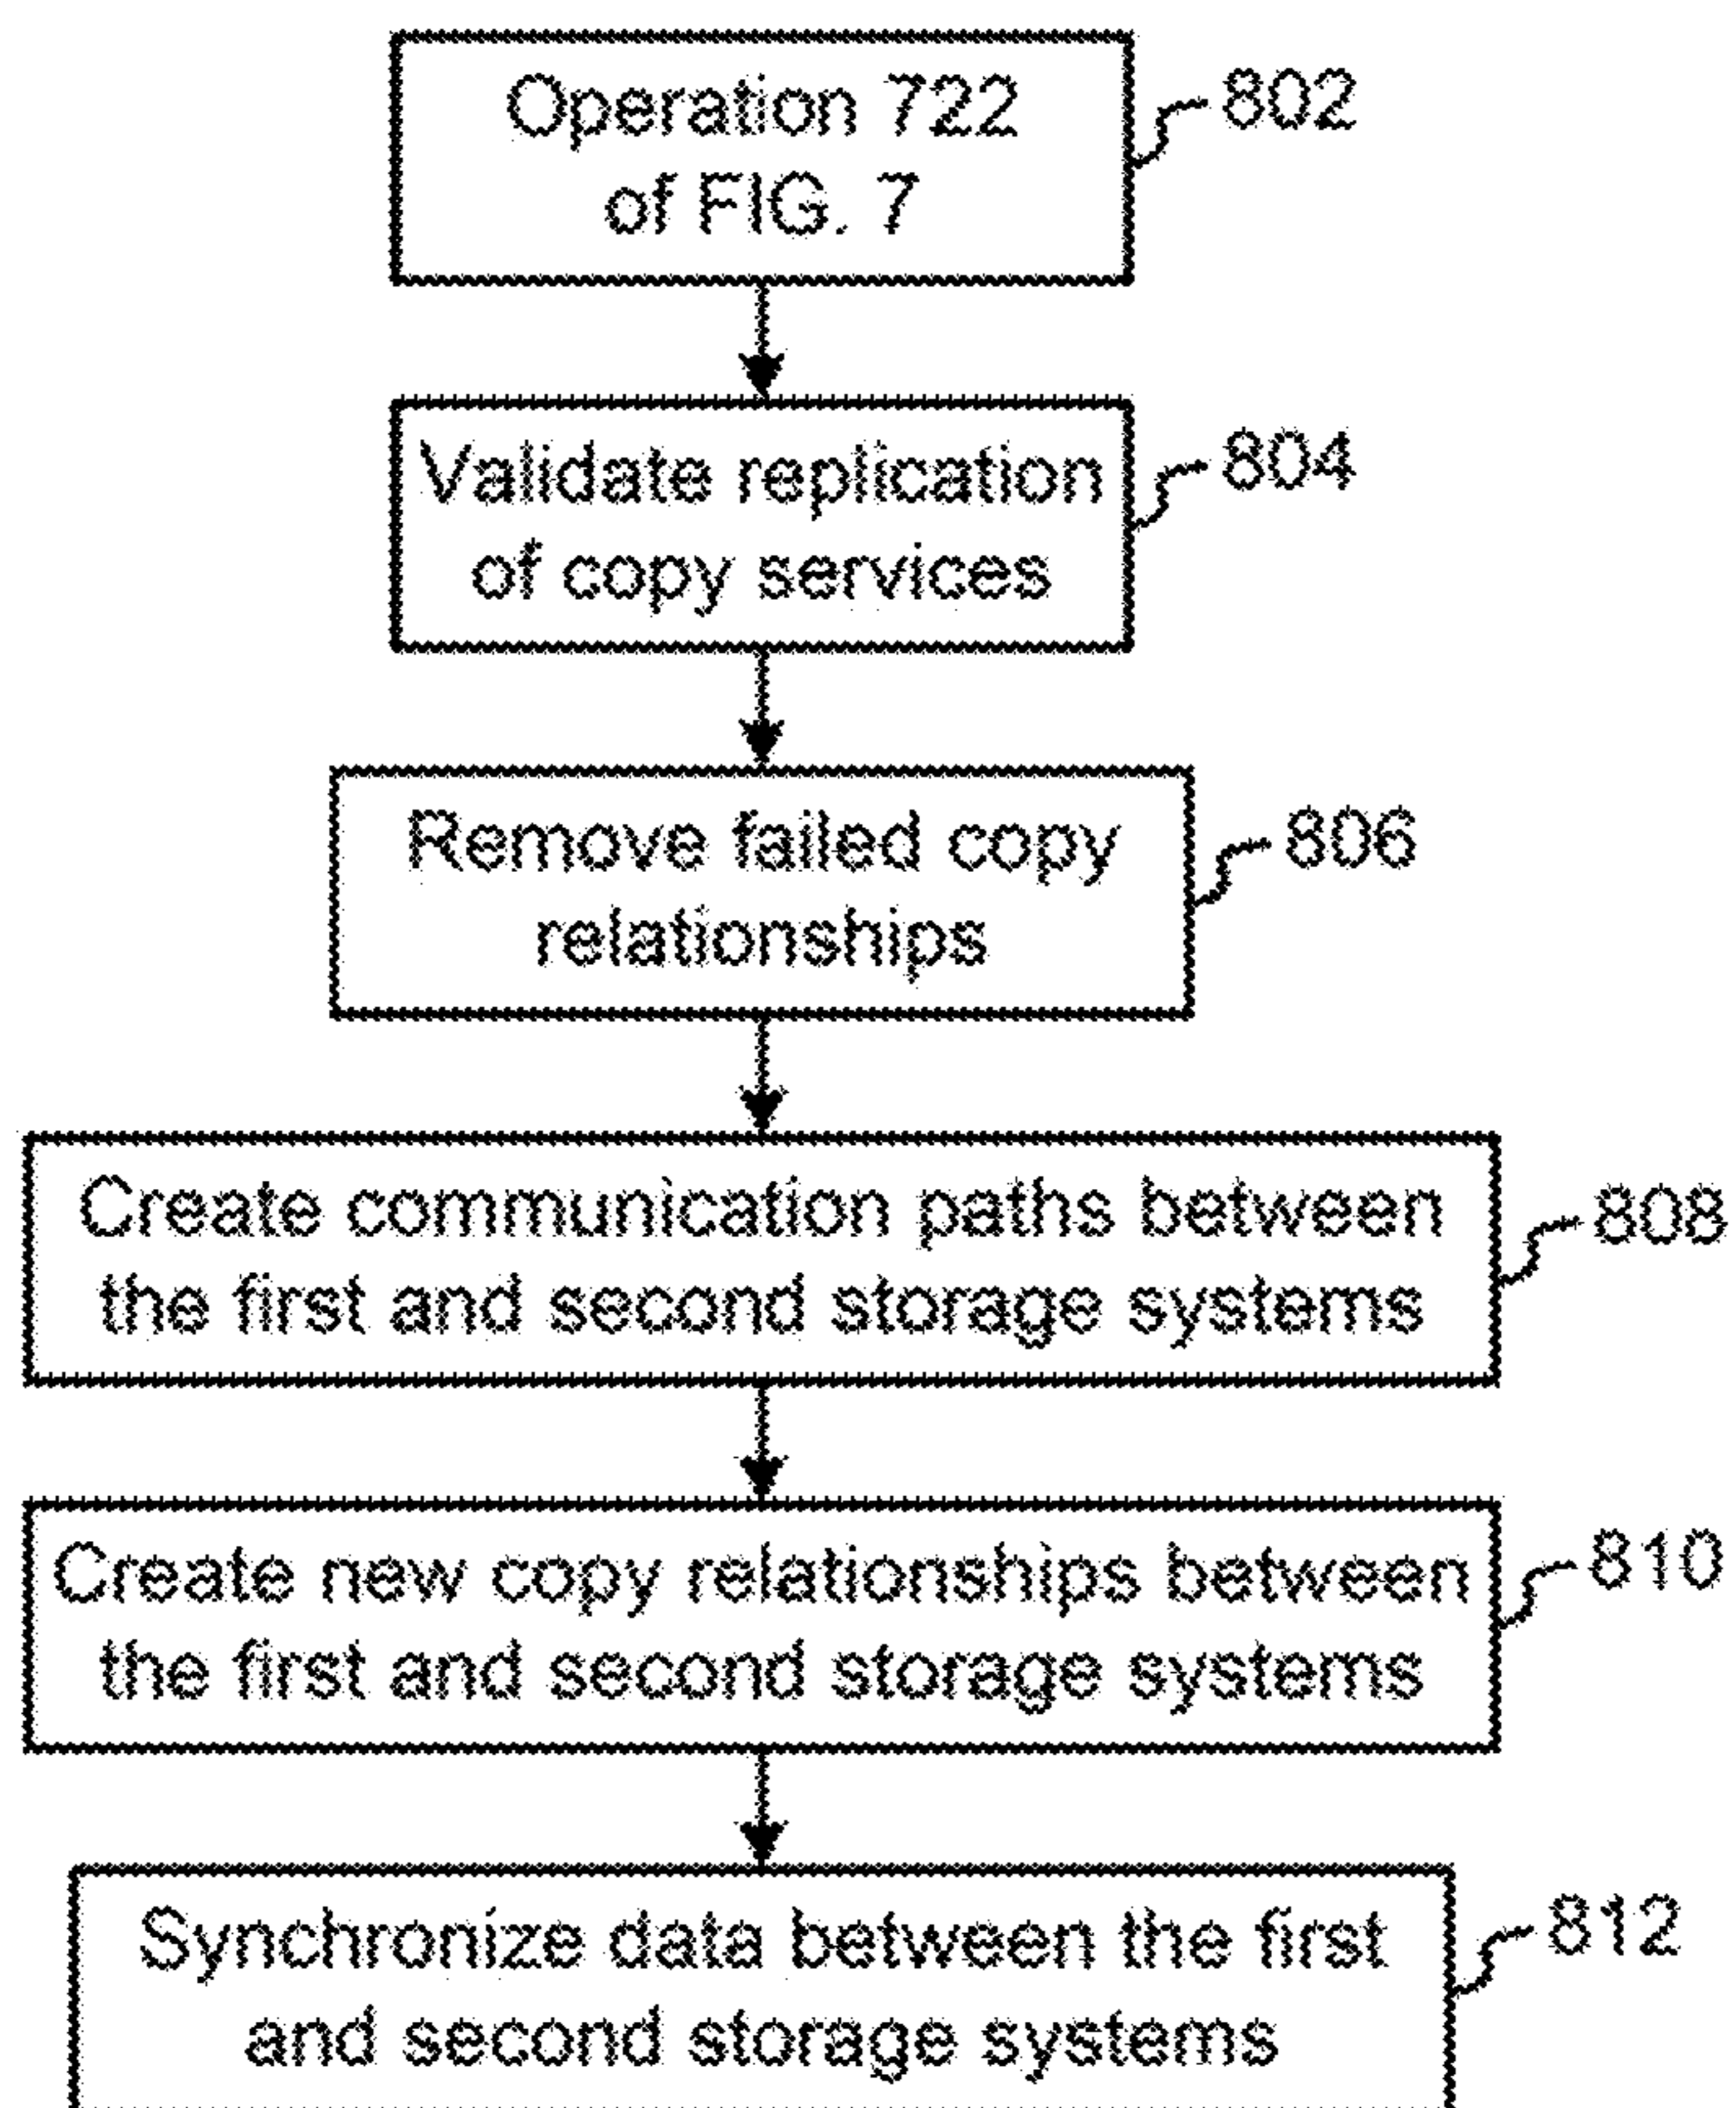 Operation 722
of FIG. 7
802
Validate replication
of copy services
804
Remove failed copy
relationships
806
Create communication paths between
the first and second storage systems
808
Create new copy relationships between
the first and second storage systems
810
Synchronize data between the first
and second storage systems
812